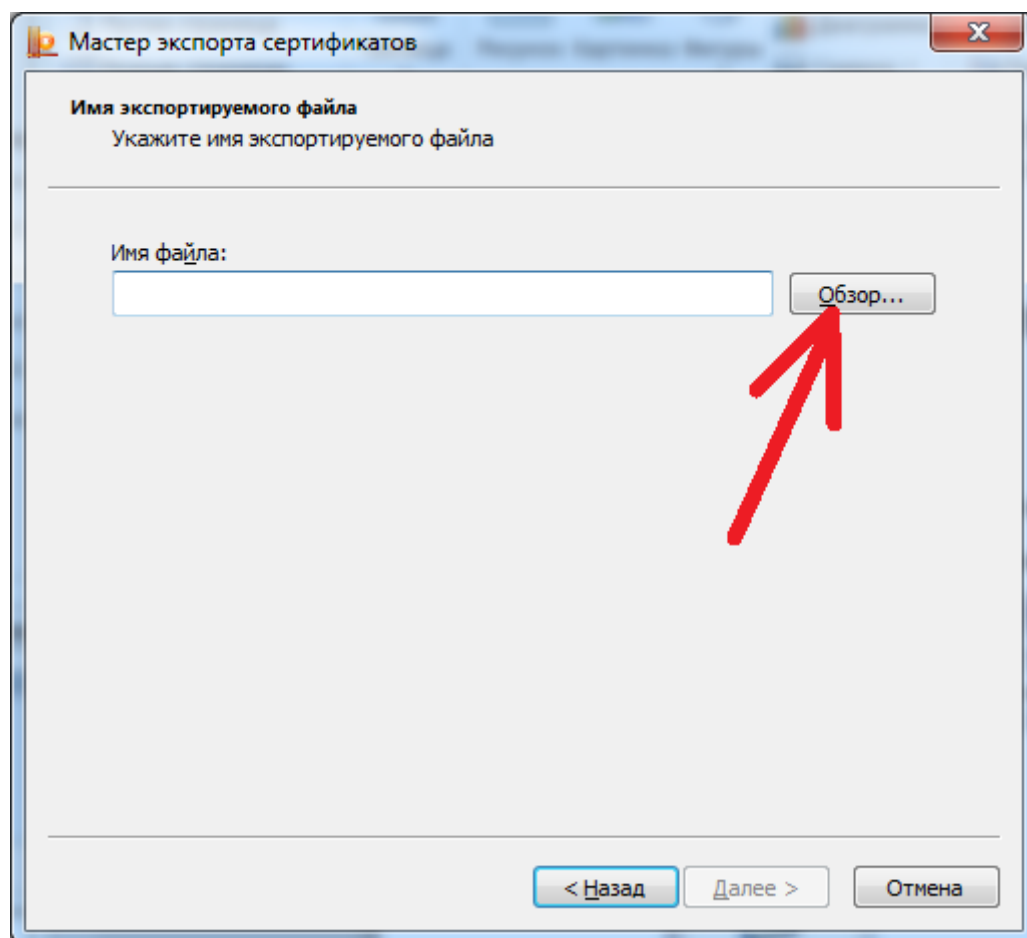 Мастер экспорта сертификатов
Имя экспортируемого файла
Укажите имя экспортируемого файла
Имя файла:
Обзор...
< Назад
Далее >
Отмена